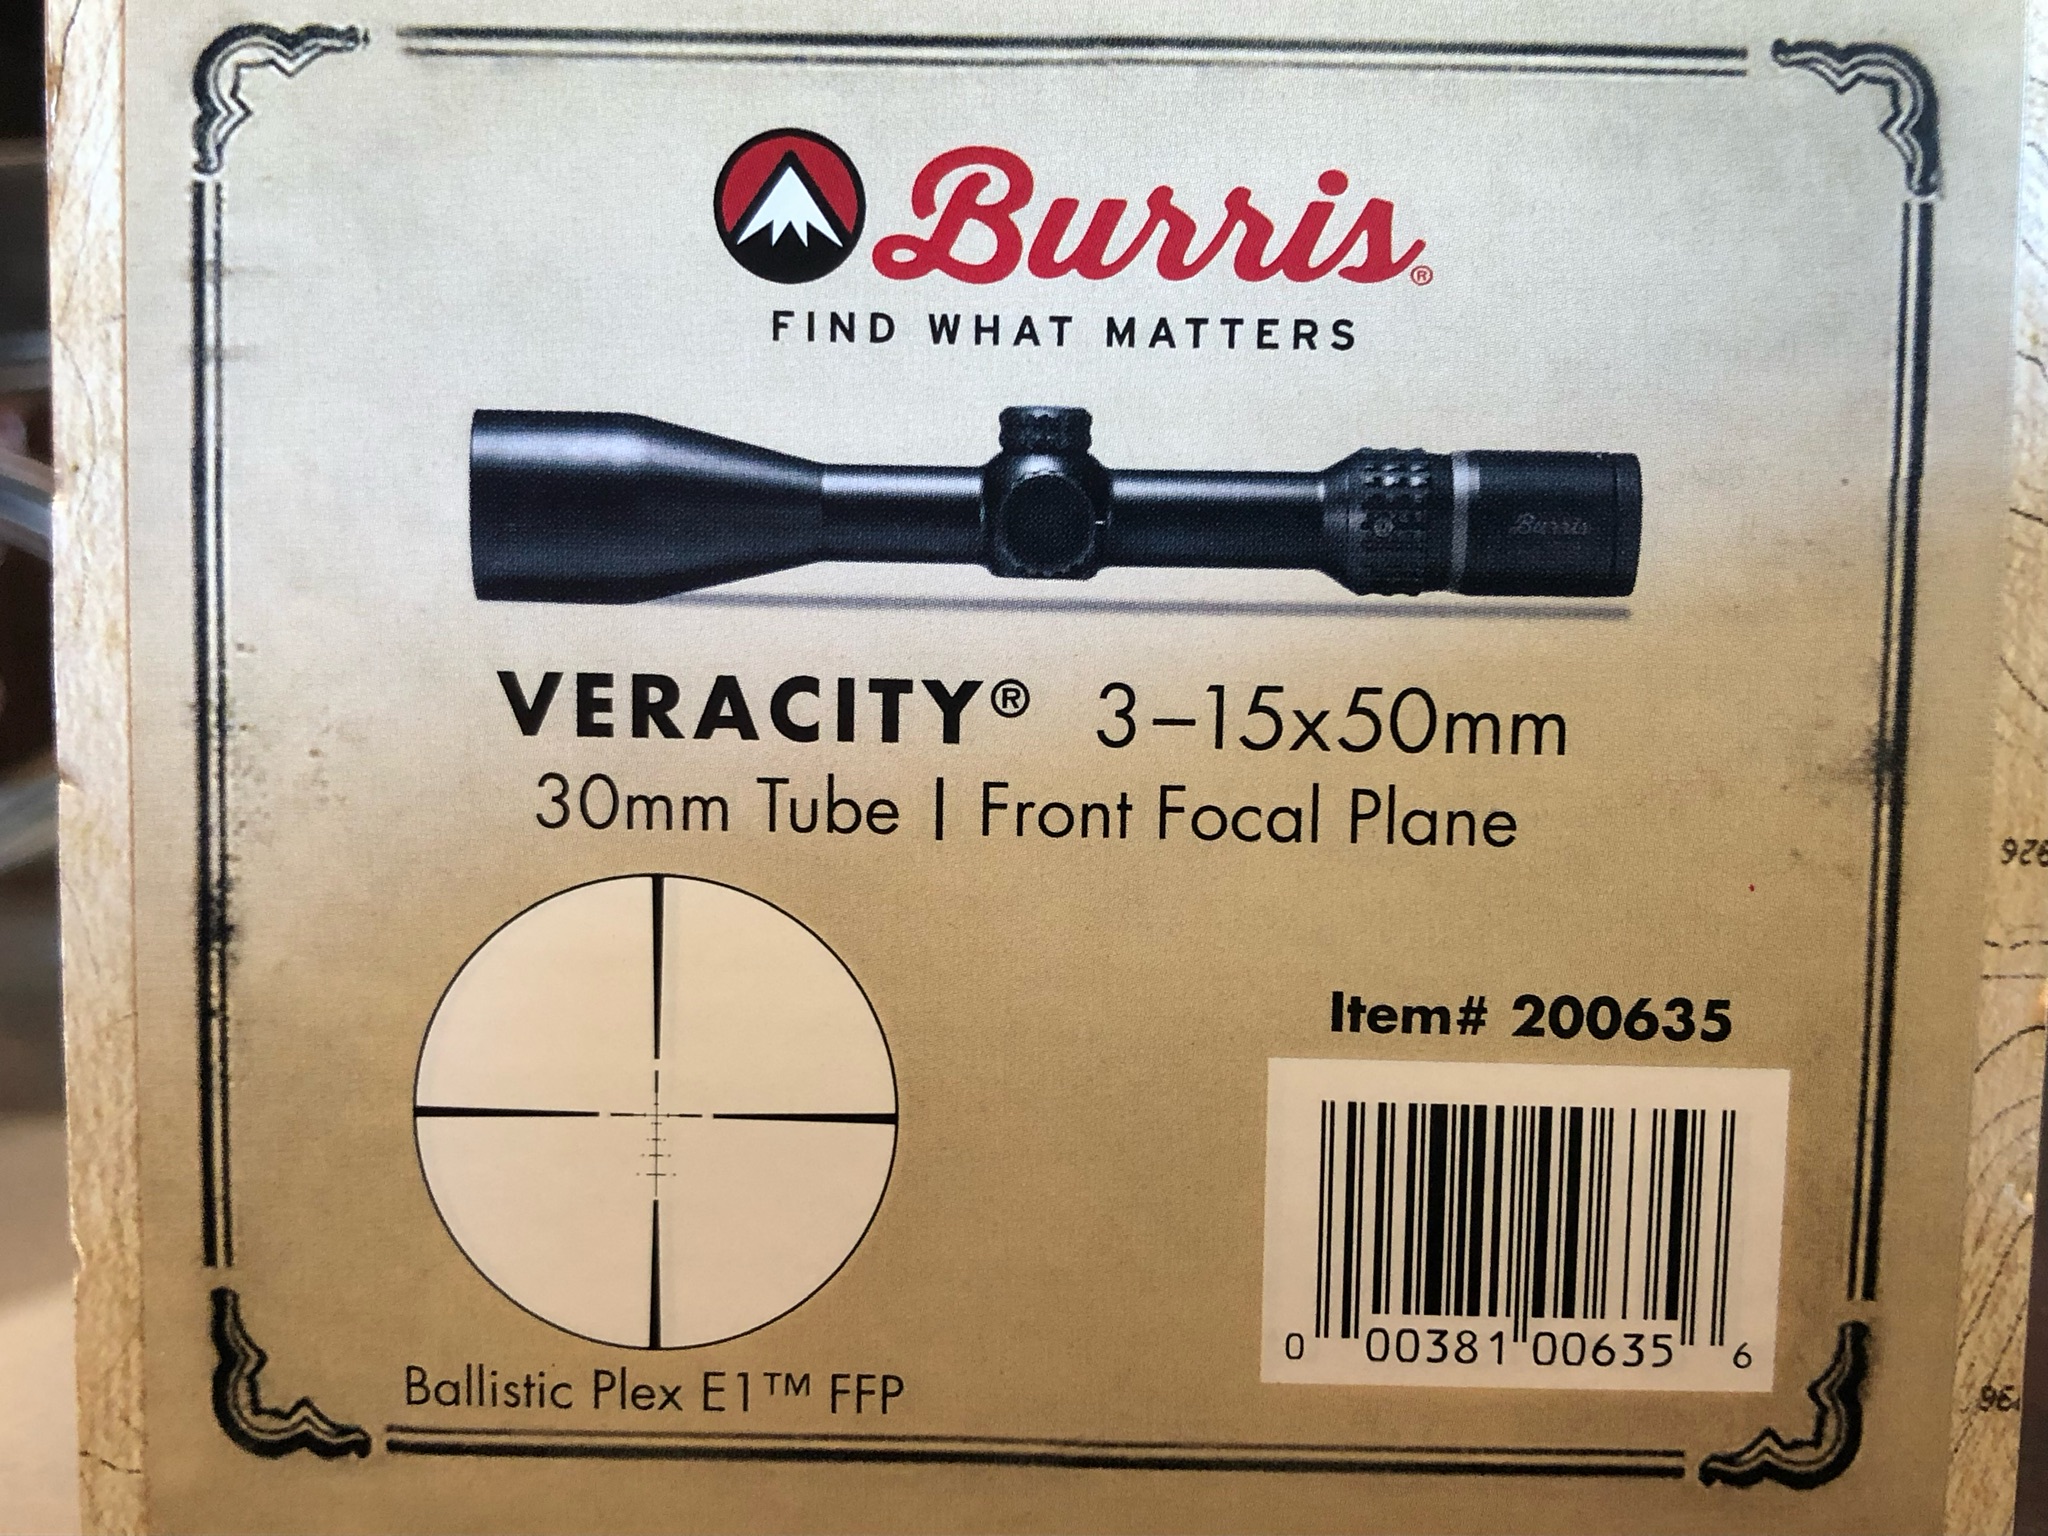 Burris®
FIND WHAT MATTERS
Burris
VERACITY® 3–15x50mm
30mm Tube | Front Focal Plane
Item# 200635
0 00381 00635 6
Ballistic Plex E1™ FFP